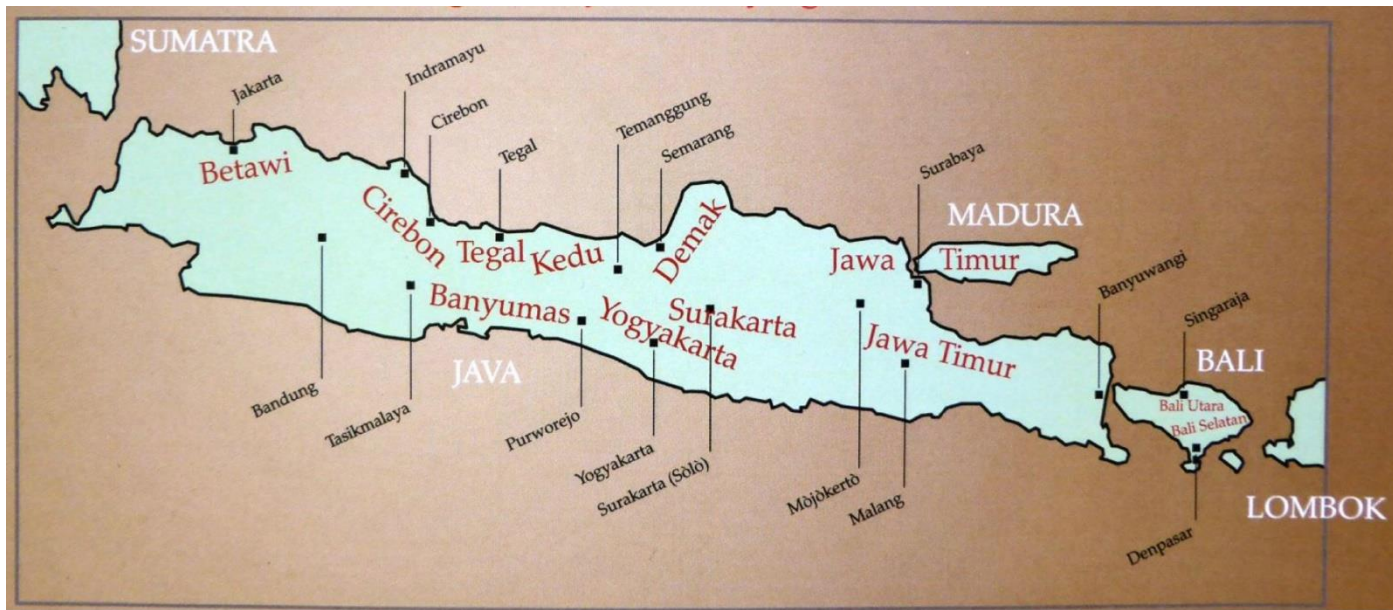 SUMATRA
Jakarta
Indramayu
Cirebon
Tegal
Temanggung
Semarang
Surabaya
Banyuwangi
Singaraja
MADURA
BALI
Betawi
Cirebon
Tegal
Kedu
Demak
Jawa Timur
Banyumas
Yogyakarta
Surakarta
Jawa Timur
Bali Utara
Bali Selatan
JAVA
Bandung
Tasikmalaya
Purworejo
Yogyakarta
Surakarta (Sòlò)
Mòjòkertò
Malang
Denpasar
LOMBOK